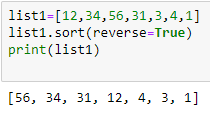 list1=[12,34,56,31,3,4,1]
list1.sort(reverse=True)
print(list1)
[56, 34, 31, 12, 4, 3, 1]